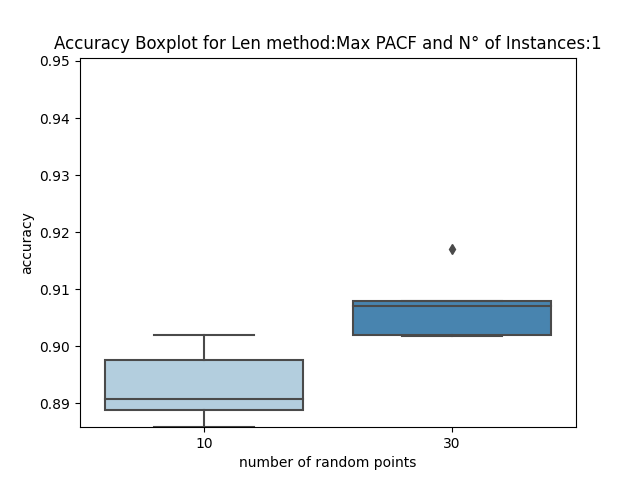 Accuracy Boxplot for Len method:Max PACF and N° of Instances:1
0.95
0.94
0.93
0.92
0.91
0.90
0.89
accuracy
10 30
number of random points